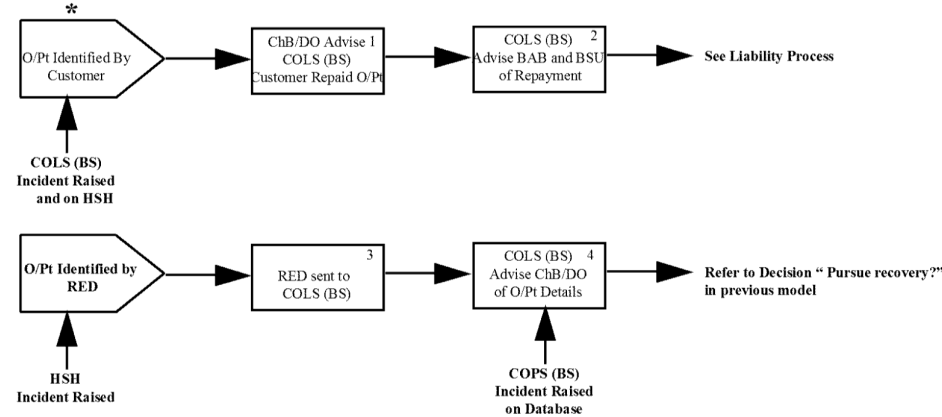 *
O/Pt Identified By
Customer
ChB/DO Advise 1
COLS (BS)
Customer Repaid O/Pt
COLS (BS) 2
Advise BAB and BSU
of Repayment
See Liability Process
COLS (BS)
Incident Raised
and on HSH
O/Pt Identified by
RED
3
RED sent to
COLS (BS)
COLS (BS) 4
Advise ChB/DO
of O/Pt Details
Refer to Decision “ Pursue recovery?”
in previous model
HSH
Incident Raised
COPS (BS)
Incident Raised
on Database